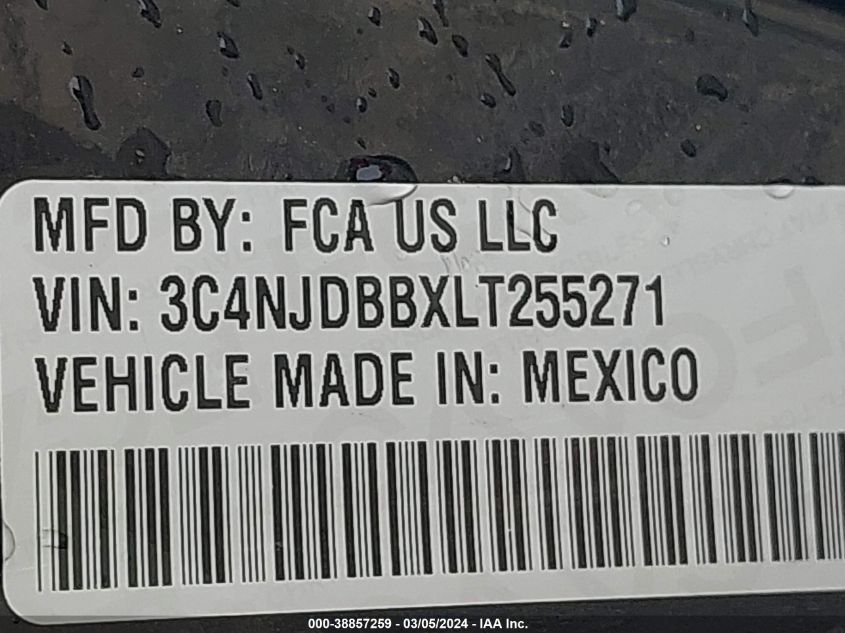 MFD BY: FCA US LLC
VIN: 3C4NJDBBXLT255271
VEHICLE MADE IN: MEXICO
000-38857259 - 03/05/2024 - IAA Inc.